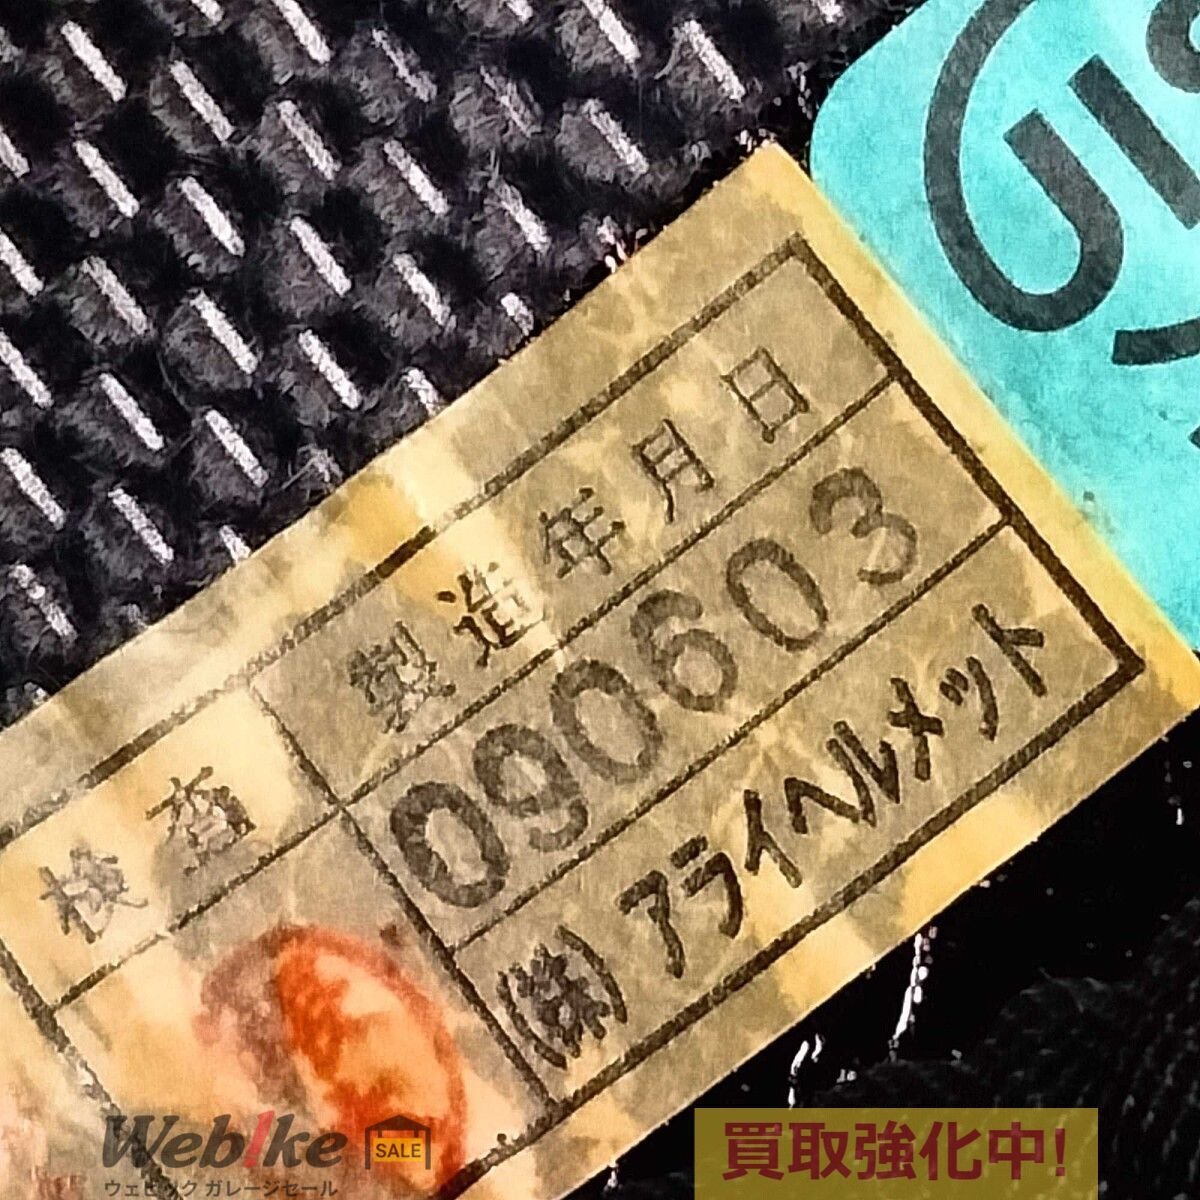 JIS
製造年月日
090603
検査
㈱アライヘルメット
Webike
SALE
ウェビック ガレージセール
買取強化中!